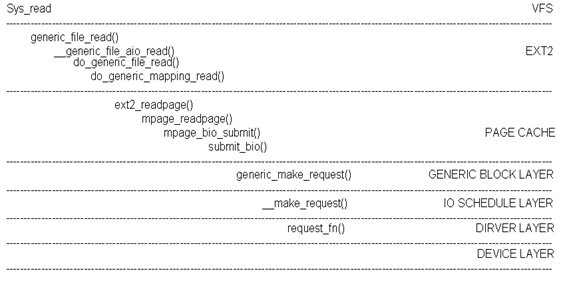 Sys_read VFS
generic_file_read()
__generic_file_aio_read() EXT2
do_generic_file_read()
do_generic_mapping_read()
ext2_readpage()
mpage_readpage()
mpage_bio_submit() PAGE CACHE
submit_bio()
generic_make_request() GENERIC BLOCK LAYER
__make_request() IO SCHEDULE LAYER
request_fn() DIRVER LAYER
DEVICE LAYER